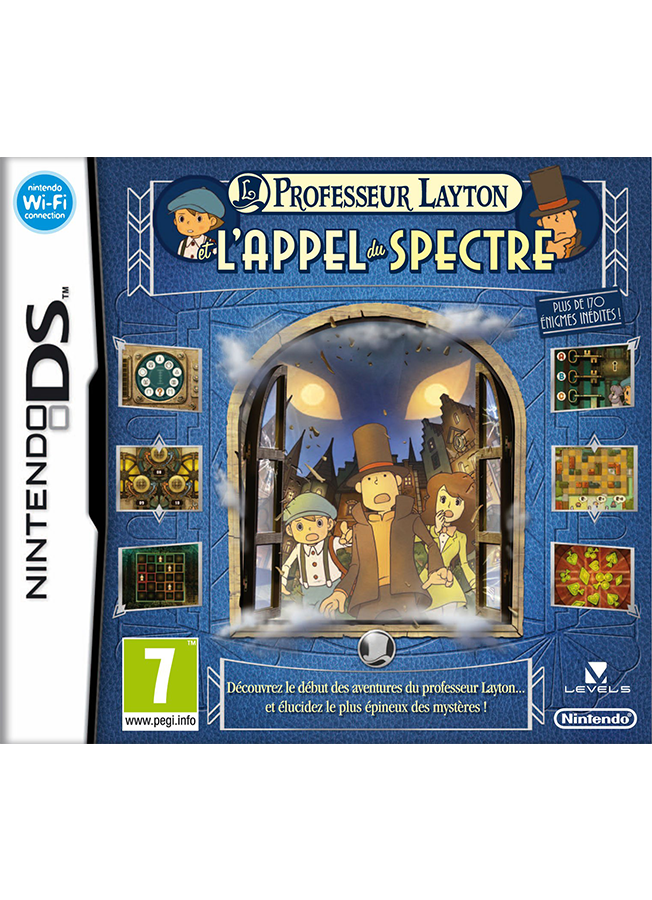 nintendo
Wi-Fi
connection
NINTENDO DS™
L PROFESSEUR LAYTON
et L'APPEL du SPECTRE
PLUS DE 170
ÉNIGMES INÉDITES !
A
B
C
7
™
www.pegi.info
Découvrez le début des aventures du professeur Layton...
et élucidez le plus épineux des mystères !
LEVEL5
Nintendo®